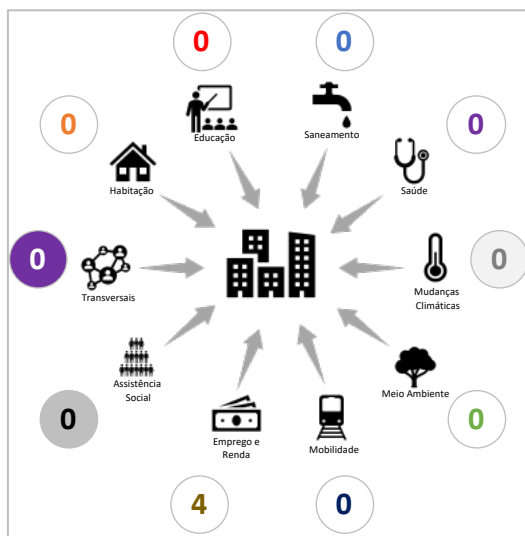 0
0
Educação
Saneamento
0
0
Habitação
Saúde
0
0
Transversais
Mudanças
Climáticas
Assistência
Social
Meio Ambiente
0
0
Emprego e
Renda
Mobilidade
4
0